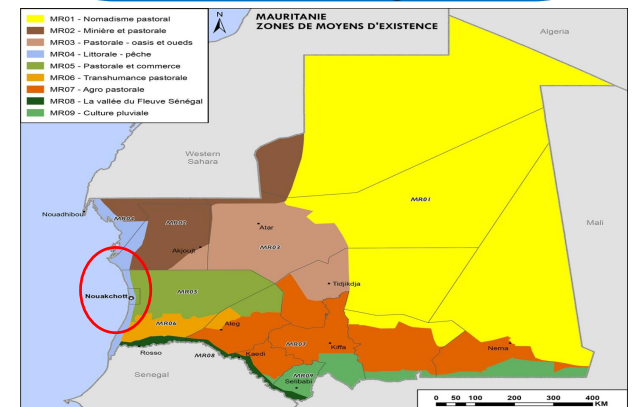 MAURITANIE
ZONES DE MOYENS D'EXISTENCE
N
MR01 - Nomadisme pastoral
MR02 - Minière et pastorale
MR03 - Pastorale - oasis et oueds
MR04 - Littorale - pêche
MR05 - Pastorale et commerce
MR06 - Transhumance pastorale
MR07 - Agro pastorale
MR08 - La vallée du Fleuve Sénégal
MR09 - Culture pluviale
Algeria
Western
Sahara
MR01
Nouadhibou
MR04
MR02
Atar
Mali
Akjoujt
MR03
Tidjikdja
Nouakchott
MR05
MR06
Aleg
Rosso
MR08
Kaedi
MR07
Kiffa
Nema
Senegal
MR09
Selibabi
0 50 100 200 300 400
KM